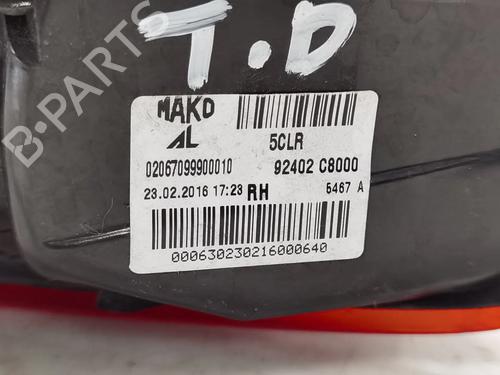 T.D
B-PARTS
MAKO
AL
5CLR
02067099900010
92402 C8000
23.02.2016 17:23 RH
5467 A
000630230216000640